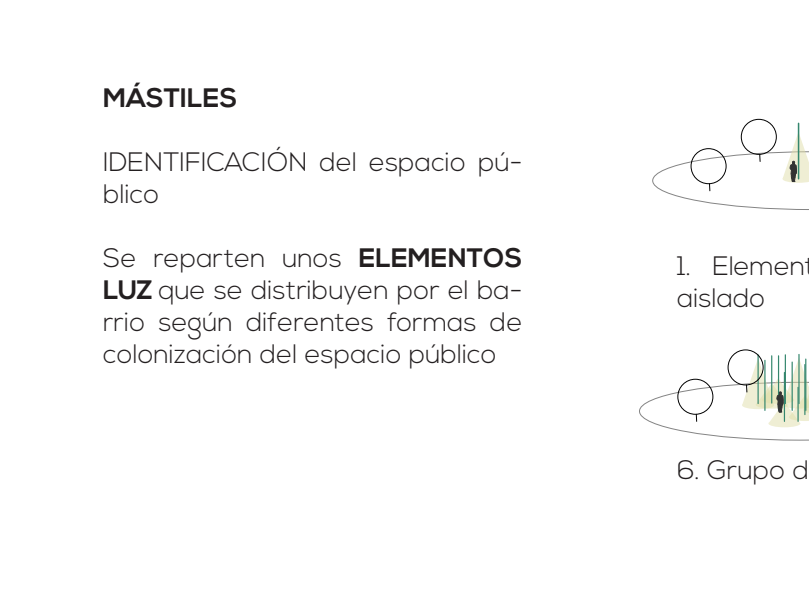 MÁSTILES
IDENTIFICACIÓN del espacio pú-
blico
Se reparten unos ELEMENTOS
LUZ que se distribuyen por el ba-
rrio según diferentes formas de
colonización del espacio público
1. Element
aislado
6. Grupo d